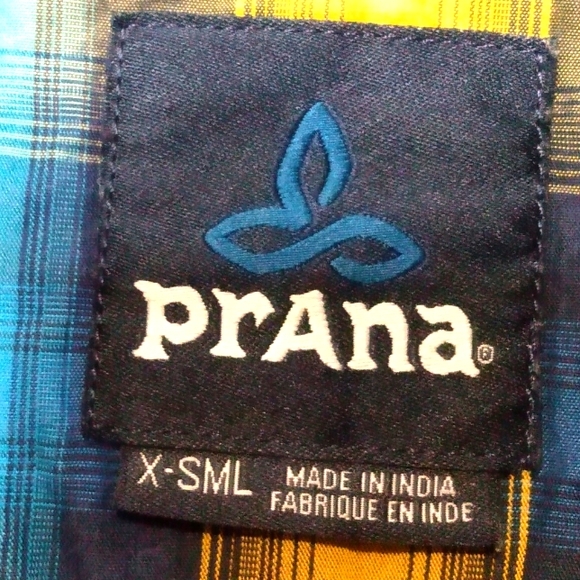 prAna®
X-SML
MADE IN INDIA
FABRIQUE EN INDE